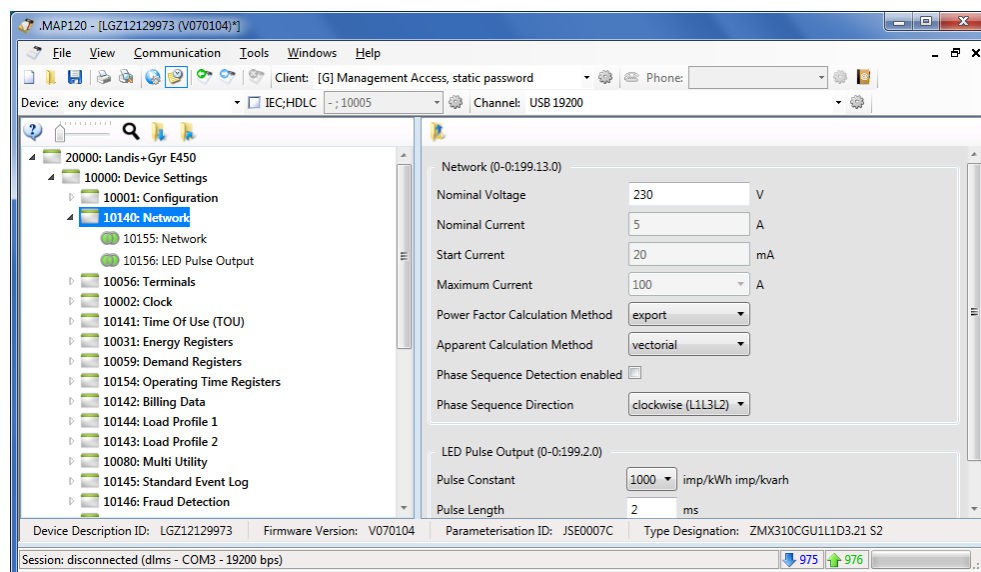 .MAP120 - [LGZ12129973 (V070104)*]
File View Communication Tools Windows Help
Client: [G] Management Access, static password Phone:
Device: any device IEC;HDLC - ; 10005 Channel: USB 19200
20000: Landis+Gyr E450
10000: Device Settings
10001: Configuration
10140: Network
10155: Network
10156: LED Pulse Output
10056: Terminals
10002: Clock
10141: Time Of Use (TOU)
10031: Energy Registers
10059: Demand Registers
10154: Operating Time Registers
10142: Billing Data
10144: Load Profile 1
10143: Load Profile 2
10080: Multi Utility
10145: Standard Event Log
10146: Fraud Detection
Network (0-0:199.13.0)
Nominal Voltage 230 V
Nominal Current 5 A
Start Current 20 mA
Maximum Current 100 A
Power Factor Calculation Method export
Apparent Calculation Method vectorial
Phase Sequence Detection enabled
Phase Sequence Direction clockwise (L1L3L2)
LED Pulse Output (0-0:199.2.0)
Pulse Constant 1000 imp/kWh imp/kvarh
Pulse Length 2 ms
Device Description ID: LGZ12129973 Firmware Version: V070104 Parameterisation ID: JSE0007C Type Designation: ZMX310CGU1L1D3.21 S2
Session: disconnected (dlms - COM3 - 19200 bps) 975 976